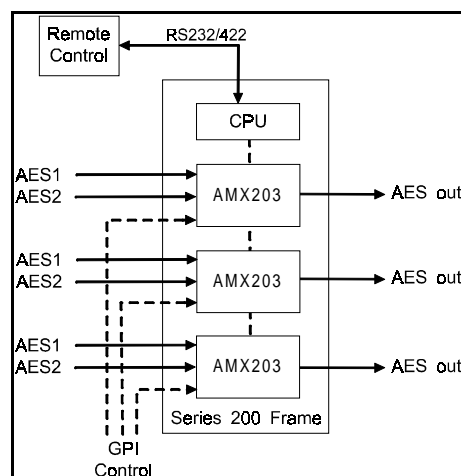 Remote
Control
RS232/422
CPU
AES1
AES2
AMX203
AES out
AES1
AES2
AMX203
AES out
AES1
AES2
AMX203
AES out
Series 200 Frame
GPI
Control